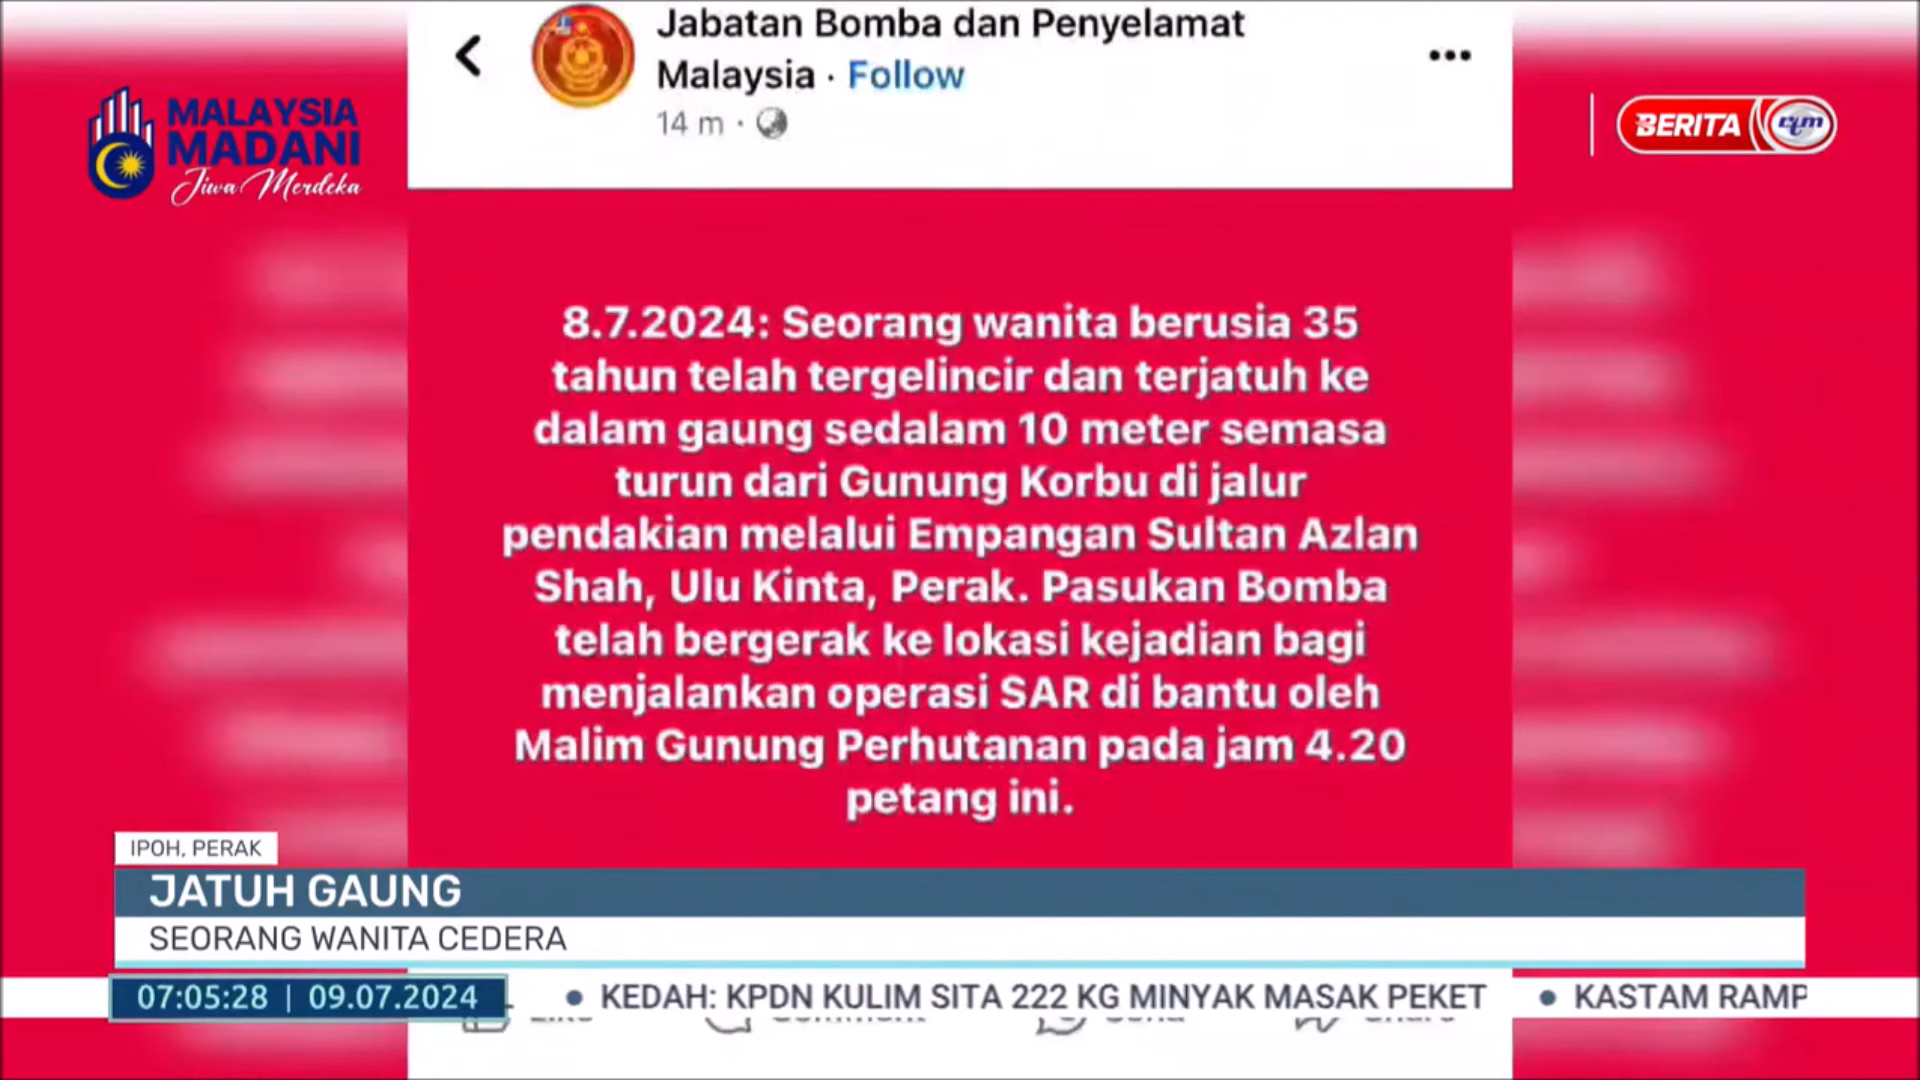 Jabatan Bomba dan Penyelamat
Malaysia · Follow
14 m ·
MALAYSIA
MADANI
Jiwa Merdeka
BERITA rtm
8.7.2024: Seorang wanita berusia 35
tahun telah tergelincir dan terjatuh ke
dalam gaung sedalam 10 meter semasa
turun dari Gunung Korbu di jalur
pendakian melalui Empangan Sultan Azlan
Shah, Ulu Kinta, Perak. Pasukan Bomba
telah bergerak ke lokasi kejadian bagi
menjalankan operasi SAR di bantu oleh
Malim Gunung Perhutanan pada jam 4.20
petang ini.
IPOH, PERAK
JATUH GAUNG
SEORANG WANITA CEDERA
07:05:28 | 09.07.2024
• KEDAH: KPDN KULIM SITA 222 KG MINYAK MASAK PEKET • KASTAM RAMP